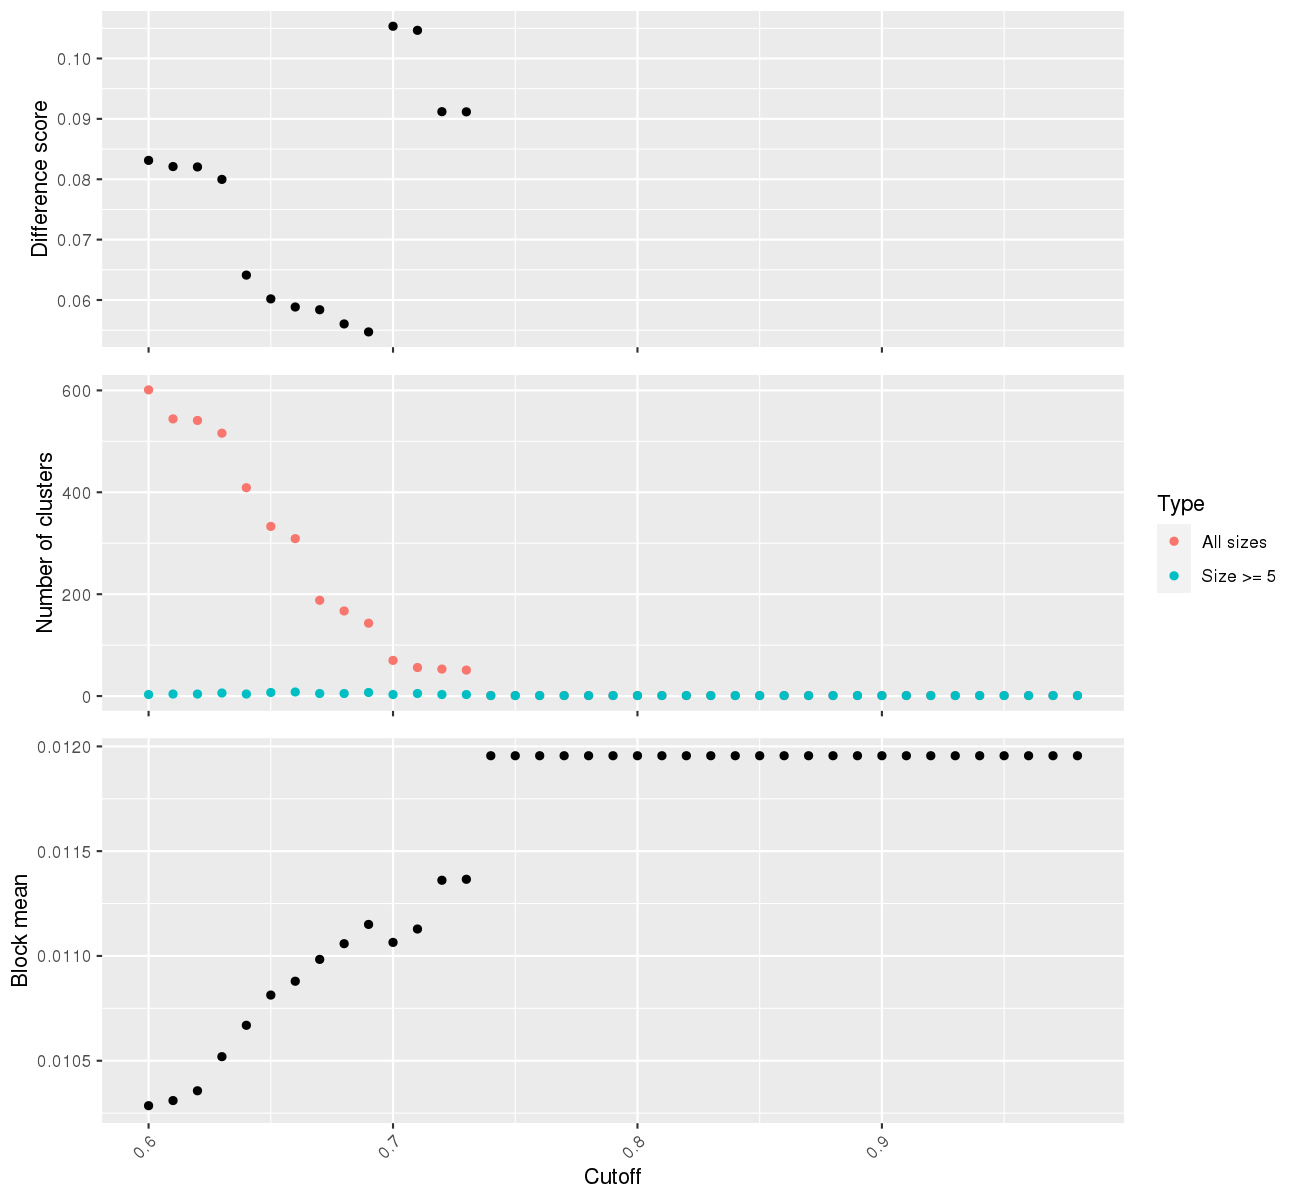 Difference score
0.10
0.09
0.08
0.07
0.06
Number of clusters
600
400
200
0
Type
All sizes
Size >= 5
Block mean
0.0120
0.0115
0.0110
0.0105
0.6 0.7 0.8 0.9
Cutoff